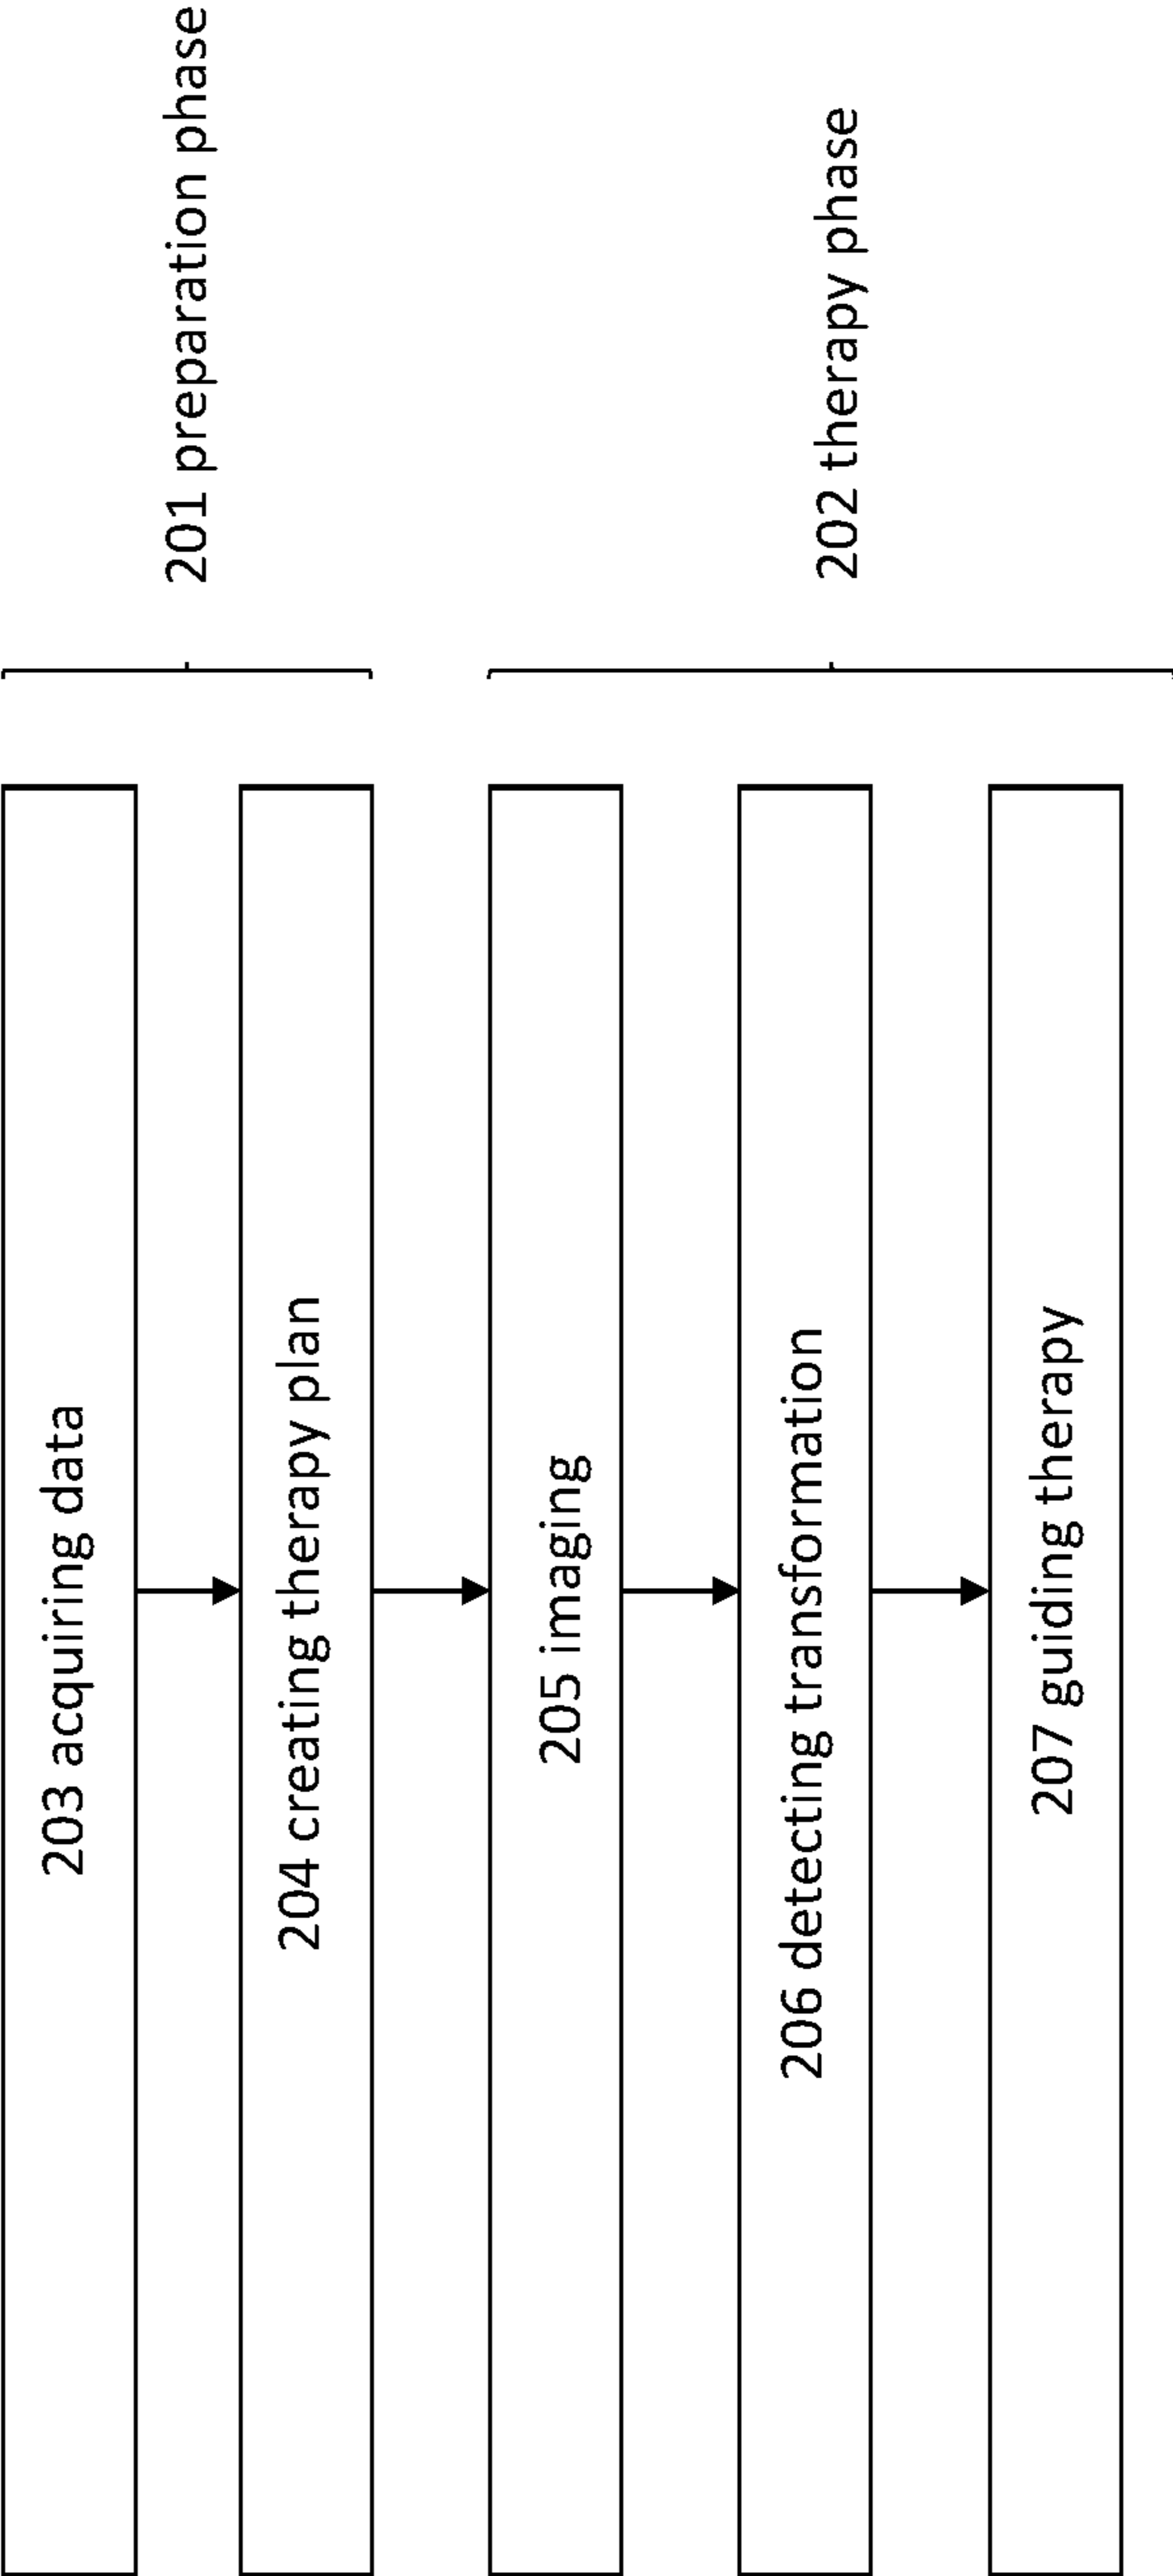 203 acquiring data
204 creating therapy plan
201 preparation phase
205 imaging
206 detecting transformation
207 guiding therapy
202 therapy phase